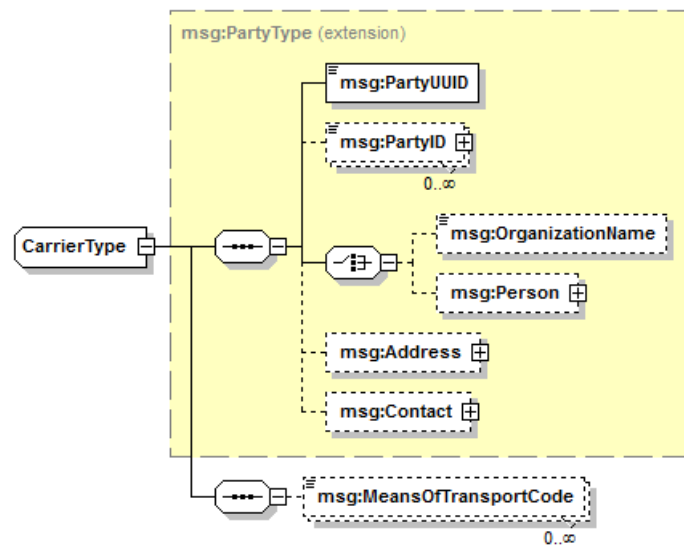 msg:PartyType (extension)
msg:PartyUUID
msg:PartyID
0..∞
msg:OrganizationName
CarrierType
msg:Person
msg:Address
msg:Contact
msg:MeansOfTransportCode
0..∞